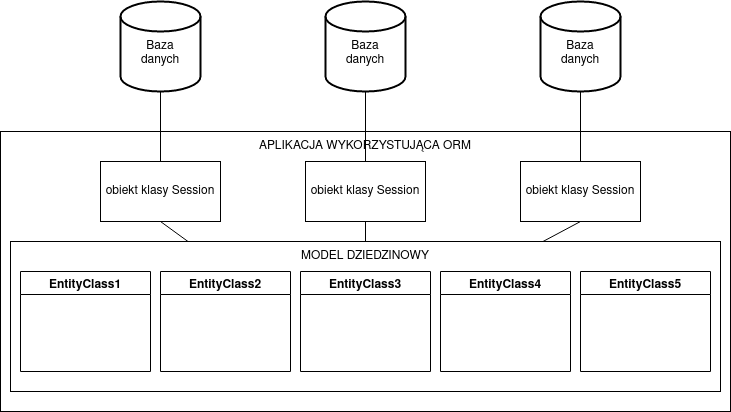 Baza
danych
Baza
danych
Baza
danych
APLIKACJA WYKORZYSTUJĄCA ORM
obiekt klasy Session
obiekt klasy Session
obiekt klasy Session
MODEL DZIEDZINOWY
EntityClass1
EntityClass2
EntityClass3
EntityClass4
EntityClass5